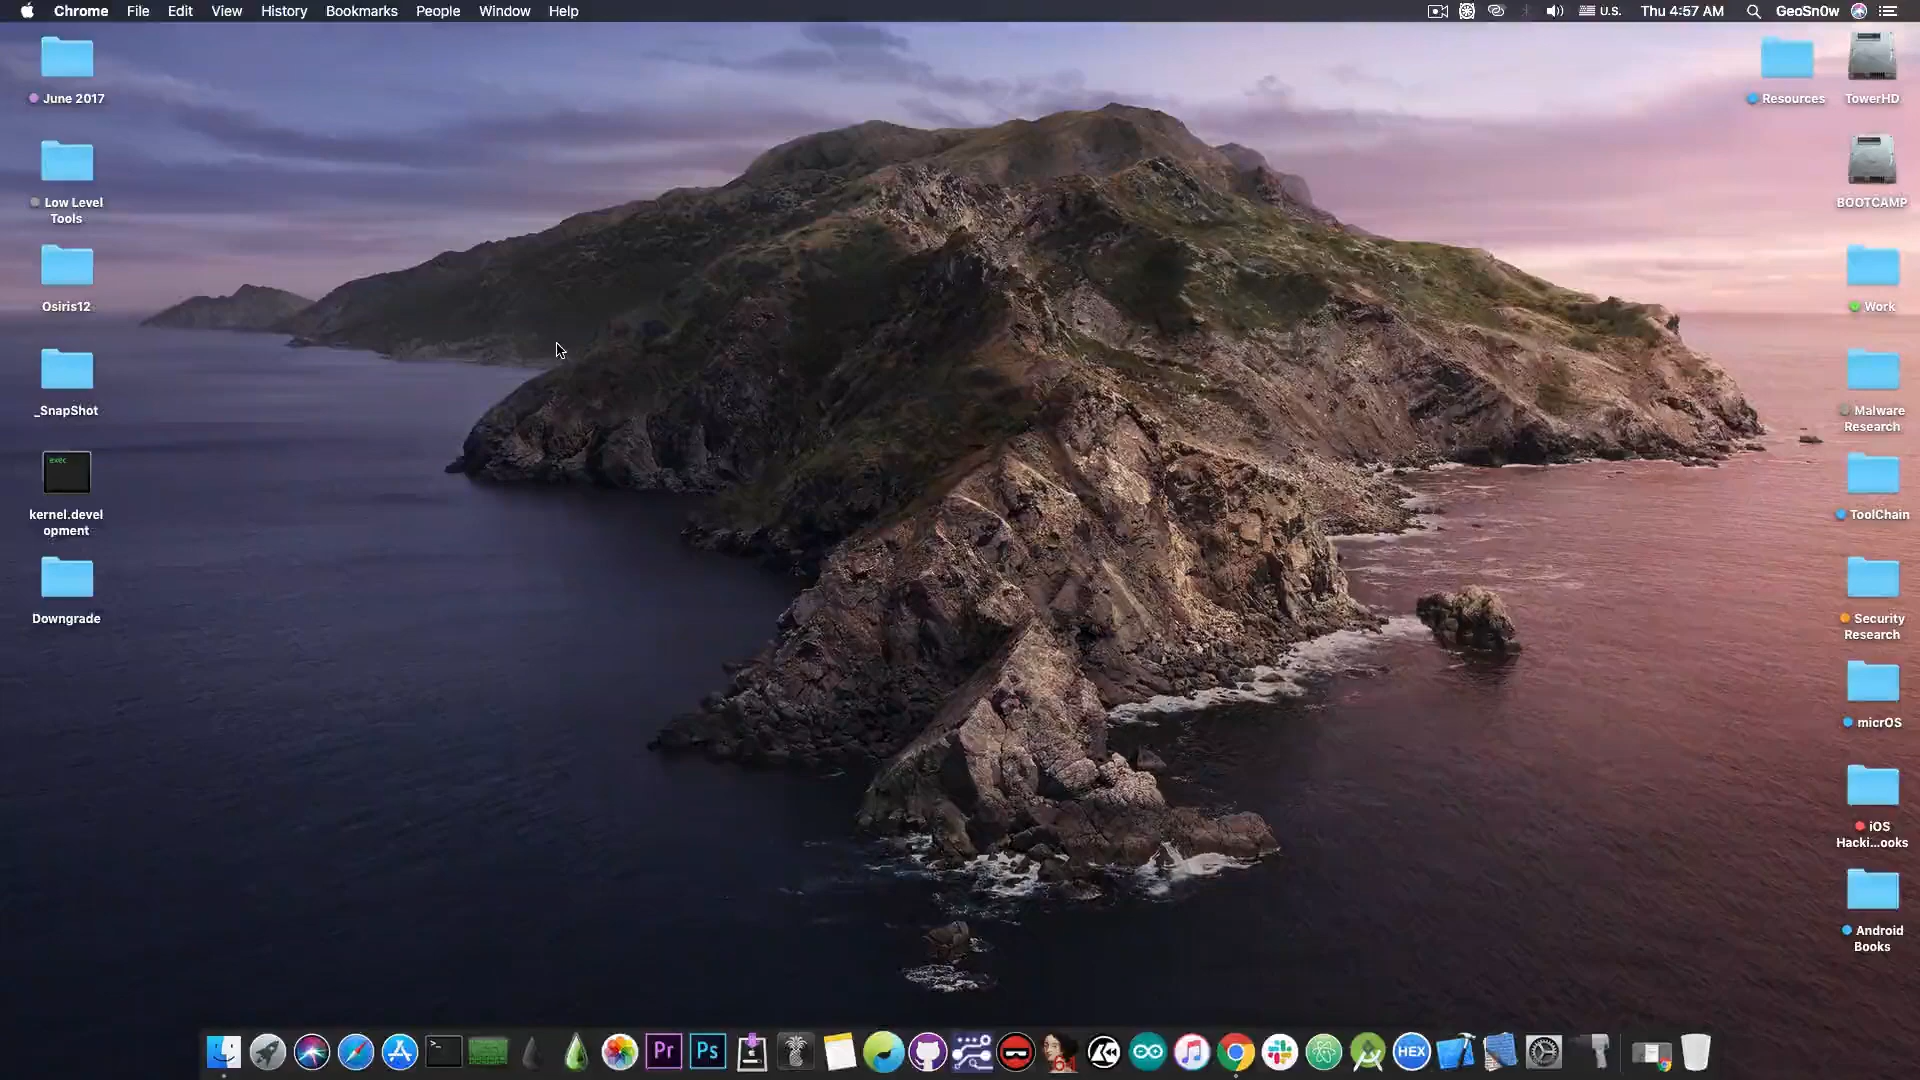 Chrome File Edit View History Bookmarks People Window Help
U.S. Thu 4:57 AM GeoSn0w
June 2017
Low Level
Tools
Osiris12
_SnapShot
exec
kernel.devel
opment
Downgrade
Resources
TowerHD
BOOTCAMP
Work
Malware
Research
ToolChain
Security
Research
micrOS
iOS
Hacki...ooks
Android
Books
Pr
Ps
64
HEX